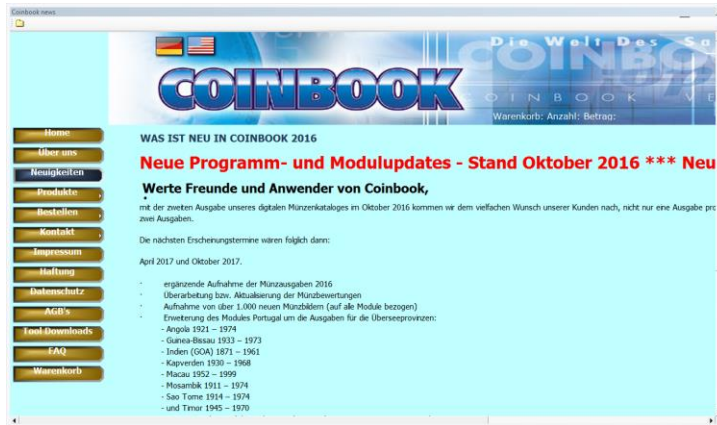 Coinbook news
Die Welt Des Sa
COINBO
COINBOOK
COINBOOK VE
Warenkorb: Anzahl: Betrag:
Home
Über uns
Neuigkeiten
Produkte
Bestellen
Kontakt
Impressum
Haftung
Datenschutz
AGB's
Tool Downloads
FAQ
Warenkorb
WAS IST NEU IN COINBOOK 2016
Neue Programm- und Modulupdates - Stand Oktober 2016 *** Neu
Werte Freunde und Anwender von Coinbook,
mit der zweiten Ausgabe unseres digitalen Münzenkataloges im Oktober 2016 kommen wir dem vielfachen Wunsch unserer Kunden nach, nicht nur eine Ausgabe pro
zwei Ausgaben.
Die nächsten Erscheinungstermine wären folglich dann:
April 2017 und Oktober 2017.
· ergänzende Aufnahme der Münzausgaben 2016
· Überarbeitung bzw. Aktualisierung der Münzbewertungen
· Aufnahme von über 1.000 neuen Münzbildern (auf alle Module bezogen)
· Erweiterung des Modules Portugal um die Ausgaben für die Überseeprovinzen:
- Angola 1921 – 1974
- Guinea-Bissau 1933 – 1973
- Indien (GOA) 1871 – 1961
- Kapverden 1930 – 1968
- Macau 1952 – 1999
- Mosambik 1911 – 1974
- Sao Tome 1914 – 1974
- und Timor 1945 – 1970